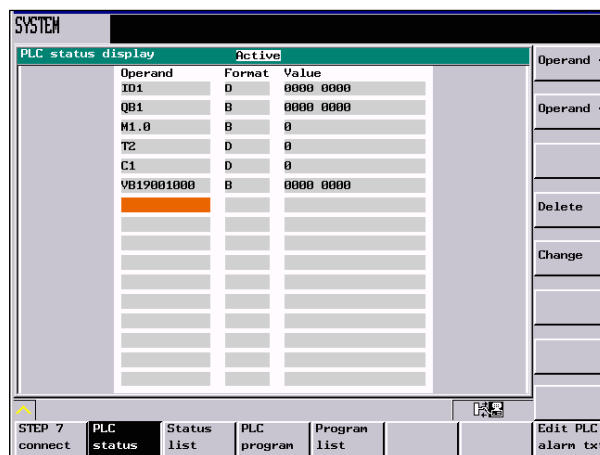 SYSTEM
PLC status display Active
Operand +
Operand Format Value
ID1 D 0000 0000
QB1 B 0000 0000
Operand -
M1.0 B 0
T2 D 0
C1 D 0
VB19001000 B 0000 0000
Delete
Change
STEP 7 connect
PLC status
Status list
PLC program
Program list
Edit PLC alarm tx